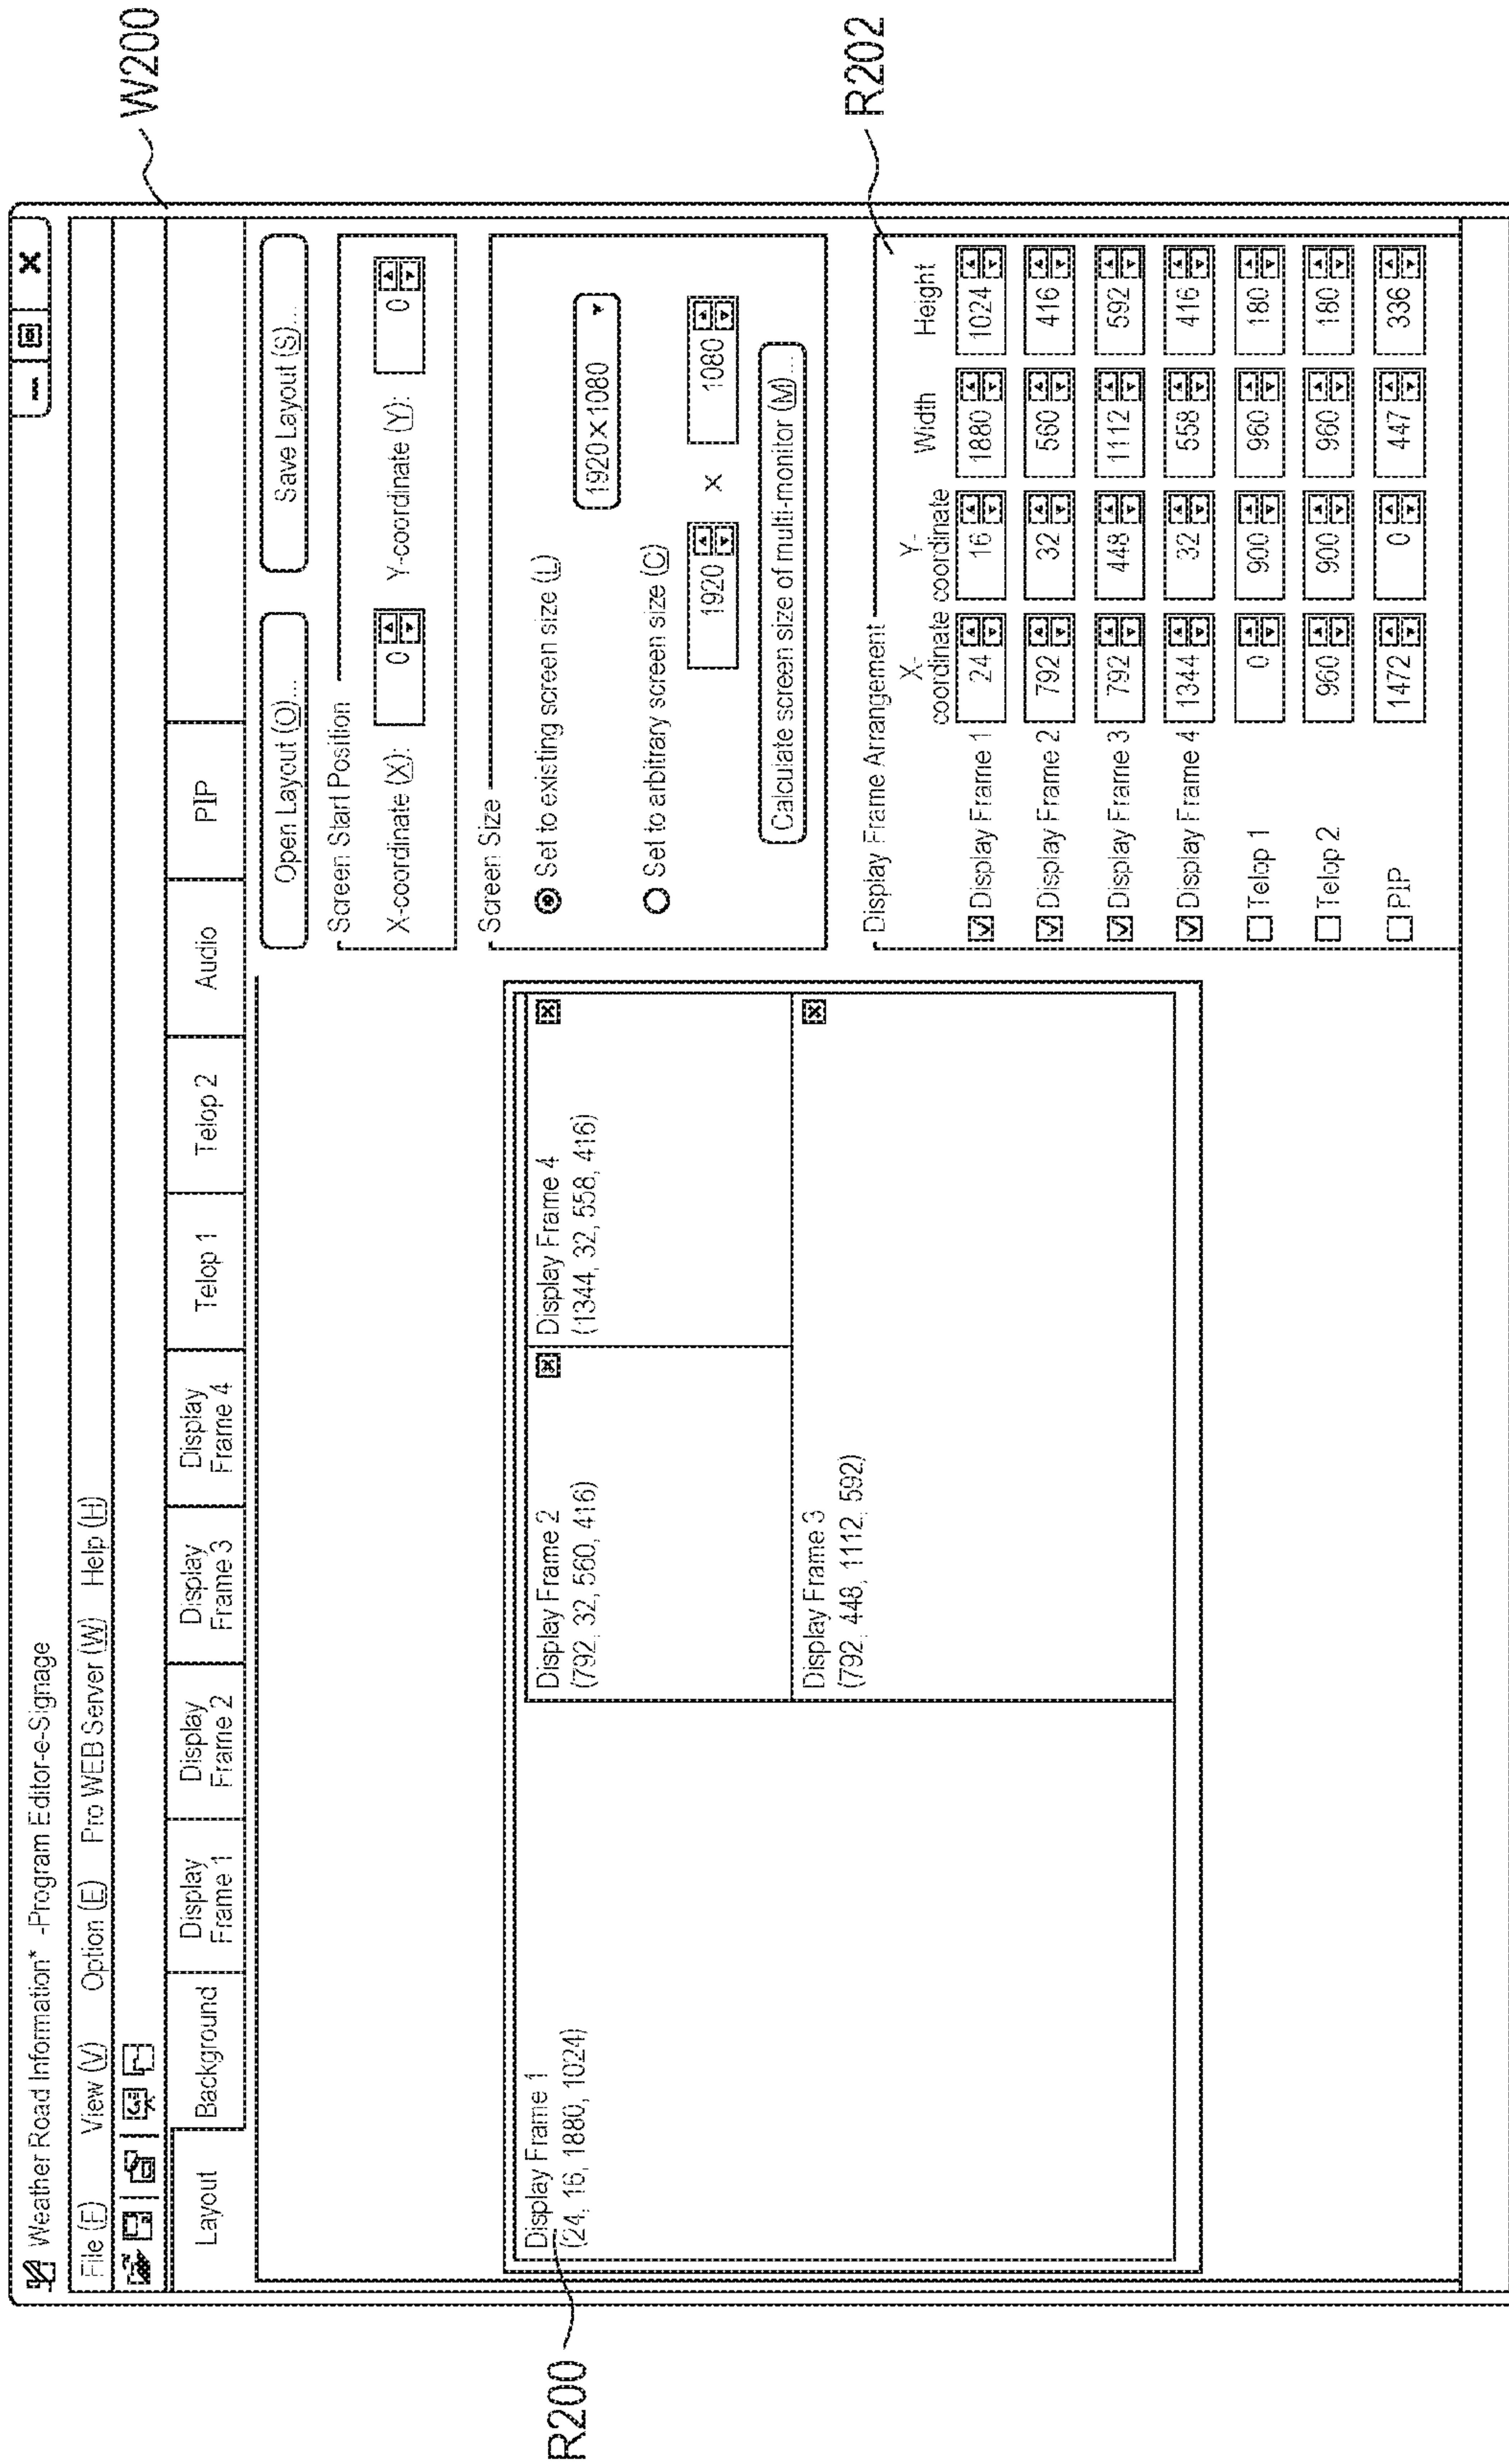 W200
Weather Road Information* -Program Editor-e-Signage
File (F) View (V) Option (E) Pro WEB Server (W) Help (H)
Layout
Background
Display
Frame 1
Display
Frame 2
Display
Frame 3
Display
Frame 4
Telop 1
Telop 2
Audio
PIP
R200
Display Frame 1
(24, 16, 1880, 1024)
Display Frame 2
(792, 32, 560, 416)
Display Frame 4
(1344, 32, 558, 416)
Display Frame 3
(792, 448, 1112, 592)
Open Layout (O)... Save Layout (S)...
Screen Start Position
X-coordinate (X): 0 Y-coordinate (Y): 0
Screen Size
Set to existing screen size (L)
1920×1080
Set to arbitrary screen size (C)
1920 × 1080
Calculate screen size of multi-monitor (M)...
R202
Display Frame Arrangement
X-
coordinate
Y-
coordinate
Width
Height
Display Frame 1 24 16 1880 1024
Display Frame 2 792 32 560 416
Display Frame 3 792 448 1112 592
Display Frame 4 1344 32 558 416
Telop 1 0 900 960 180
Telop 2 960 900 960 180
PIP 1472 0 447 336